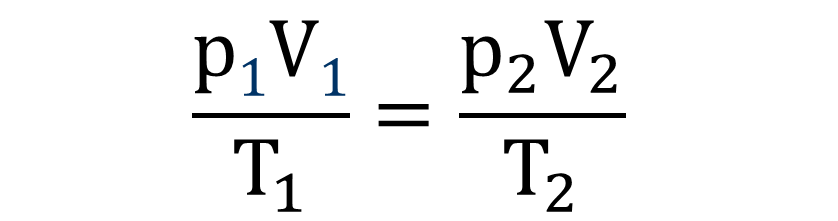 p₁V₁ = p₂V₂
T₁ T₂